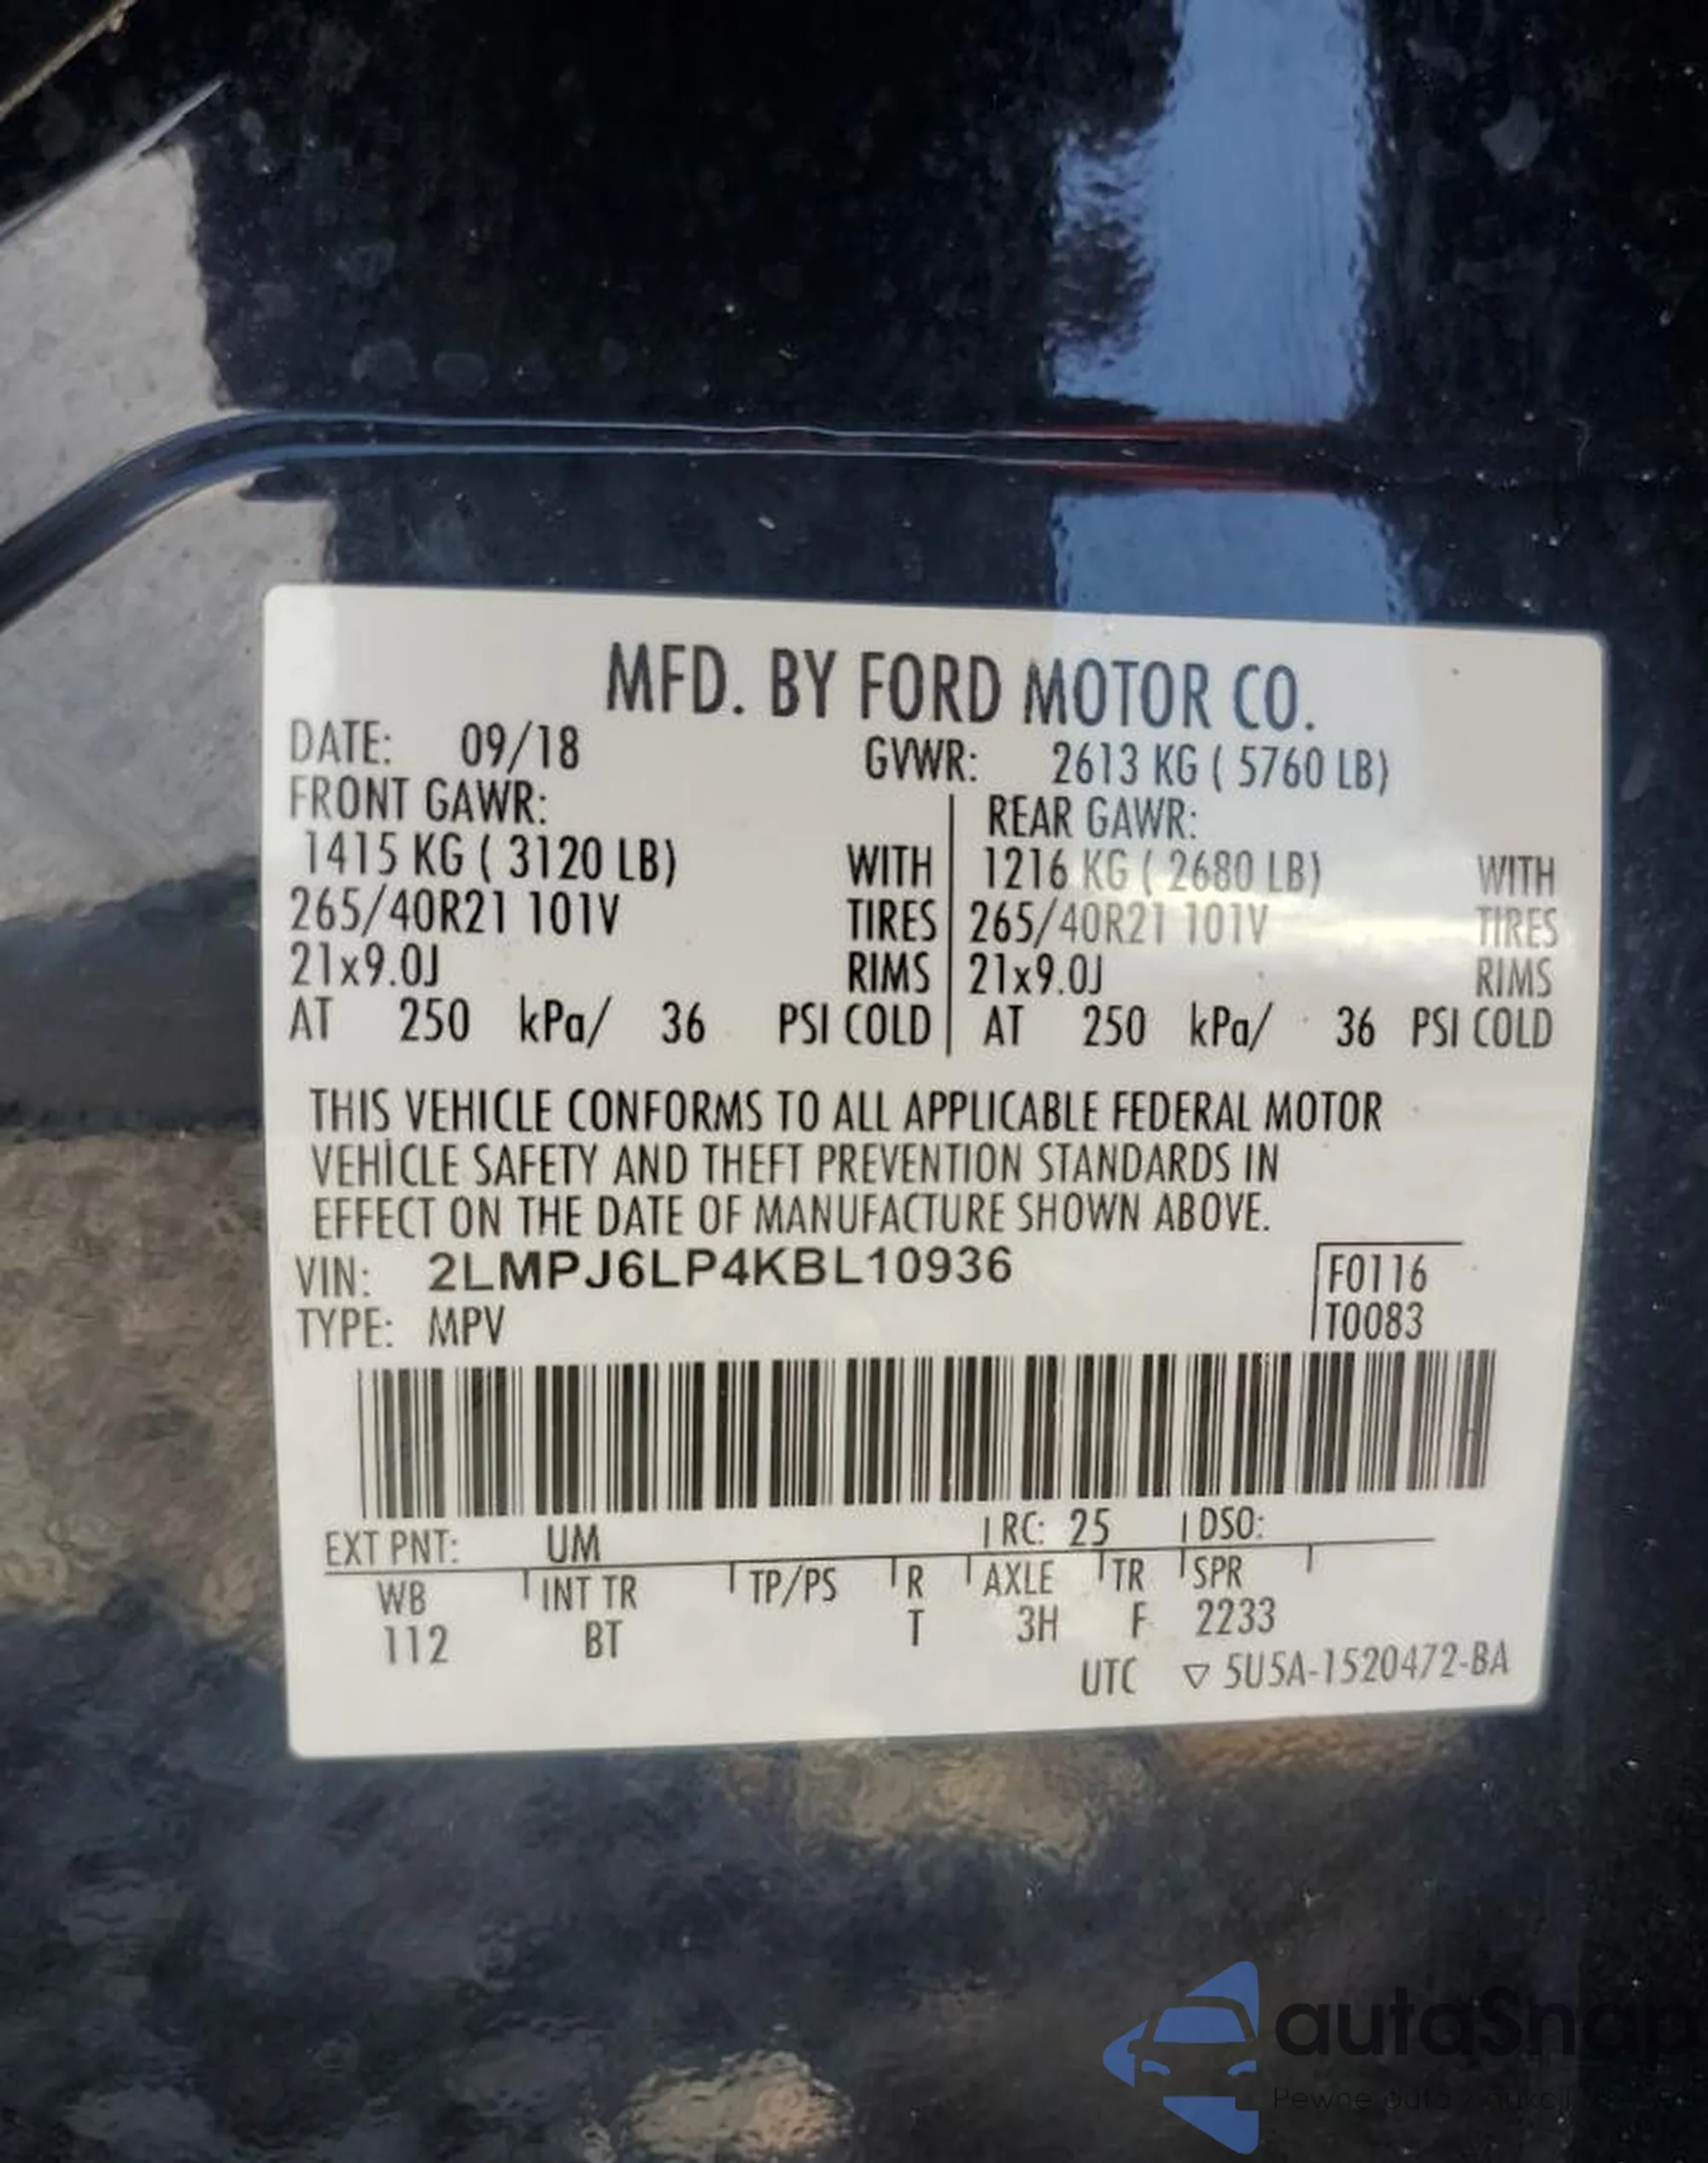 MFD. BY FORD MOTOR CO.
DATE: 09/18 GVWR: 2613 KG ( 5760 LB)
FRONT GAWR: REAR GAWR:
1415 KG ( 3120 LB) WITH 1216 KG ( 2680 LB) WITH
265/40R21 101V TIRES 265/40R21 101V TIRES
21x9.0J RIMS 21x9.0J RIMS
AT 250 kPa/ 36 PSI COLD AT 250 kPa/ 36 PSI COLD
THIS VEHICLE CONFORMS TO ALL APPLICABLE FEDERAL MOTOR
VEHICLE SAFETY AND THEFT PREVENTION STANDARDS IN
EFFECT ON THE DATE OF MANUFACTURE SHOWN ABOVE.
VIN: 2LMPJ6LP4KBL10936 F0116
TYPE: MPV T0083
EXT PNT: UM RC: 25 DSO:
WB INT TR TP/PS R AXLE TR SPR
112 BT T 3H F 2233
UTC ▽ 5U5A-1520472-BA
autaSnap
Pewne auta